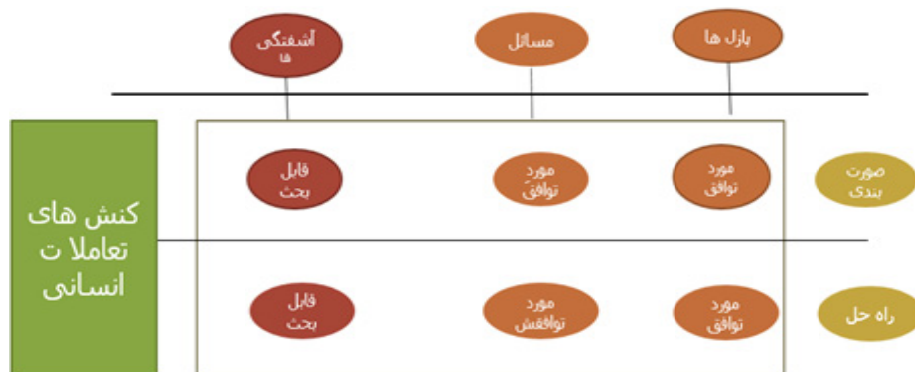 پازل ها
مسائل
آشفتگی
ها
صورت
بندی
مورد
توافق
مورد
توافق
قابل
بحث
کنش های
تعاملا ت
انسانی
راه حل
مورد
توافق
مورد
توافقش
قابل
بحث